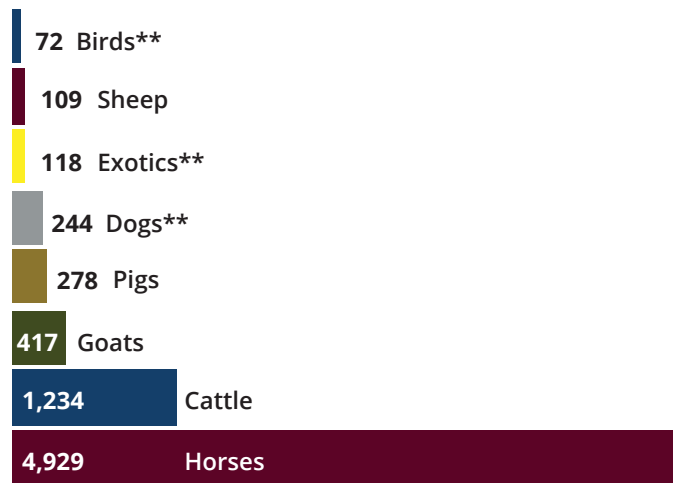 72 Birds**
109 Sheep
118 Exotics**
244 Dogs**
278 Pigs
417 Goats
1,234 Cattle
4,929 Horses